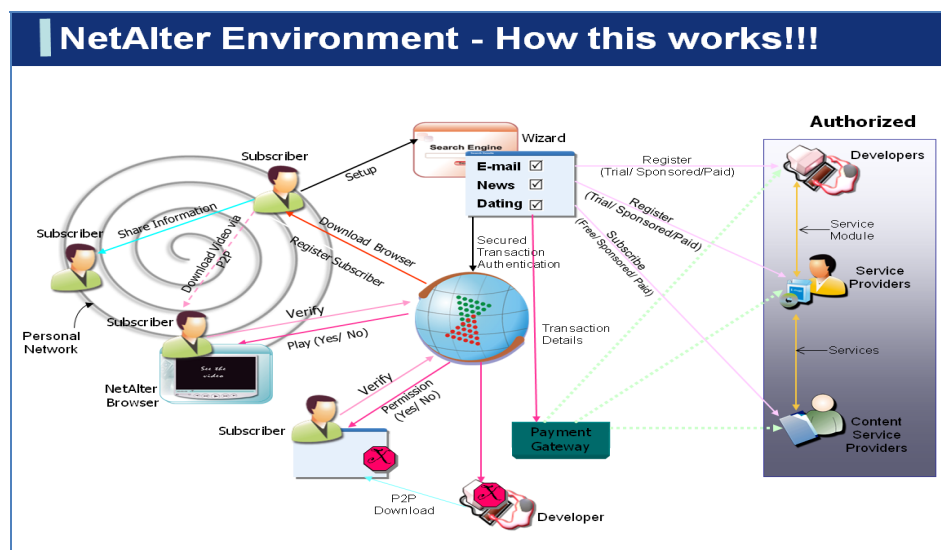 NetAlter Environment - How this works!!!
Wizard
Search Engine
E-mail
News
Dating
Authorized
Developers
Service
Module
Service
Providers
Services
Content
Service
Providers
Register
(Trial/ Sponsored/Paid)
Register
(Trial/ Sponsored/Paid)
Subscribe
(Free/ Sponsored/Paid)
Subscriber
Setup
Share Information
Subscriber
Download Video via
P2P
Download Browser
Register Subscriber
Secured
Transaction
Authentication
Subscriber
Verify
Play (Yes/ No)
Personal
Network
See the
video
NetAlter
Browser
Transaction
Details
Verify
Permission
(Yes/ No)
Subscriber
Payment
Gateway
P2P
Download
Developer